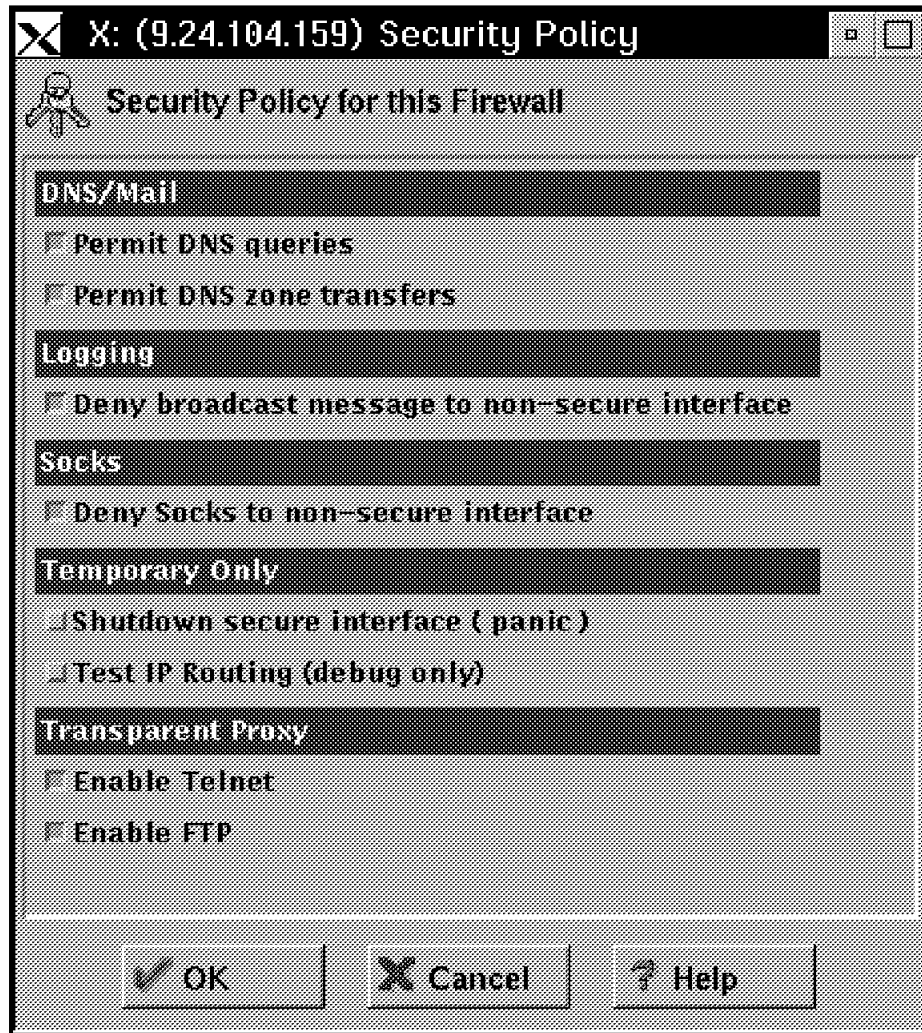 X: (9.24.104.159) Security Policy
Security Policy for this Firewall
DNS/Mail
Permit DNS queries
Permit DNS zone transfers
Logging
Deny broadcast message to non-secure interface
Socks
Deny Socks to non-secure interface
Temporary Only
Shutdown secure interface ( panic )
Test IP Routing (debug only)
Transparent Proxy
Enable Telnet
Enable FTP
OK Cancel ? Help